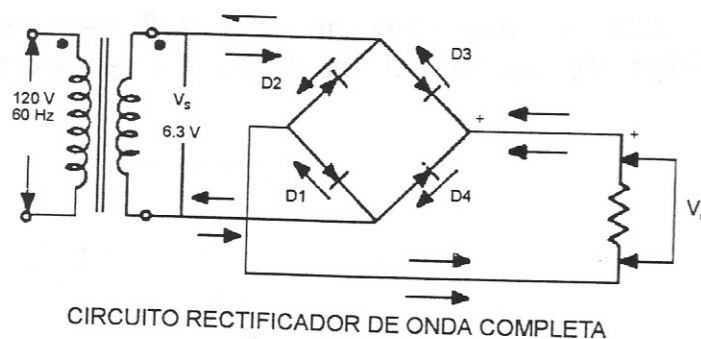 D2
D3
120 V
60 Hz
Vs
6.3 V
+
+
D1
D4
CIRCUITO RECTIFICADOR DE ONDA COMPLETA